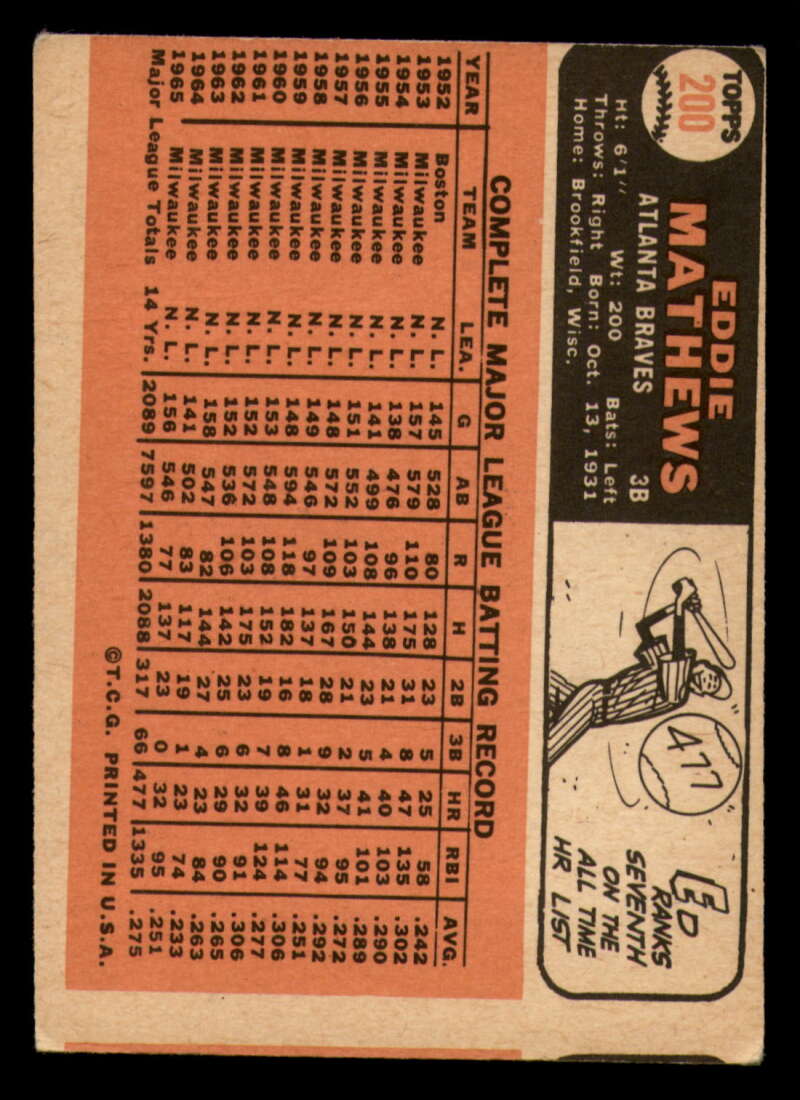 TOPPS
200
EDDIE
MATHEWS
ATLANTA BRAVES 3B
Ht: 6'1" Wt: 200 Bats: Left
Throws: Right Born: Oct. 13, 1931
Home: Brookfield, Wisc.
477
ED
RANKS
SEVENTH
ON THE
ALL TIME
HR LIST
COMPLETE MAJOR LEAGUE BATTING RECORD
YEAR TEAM LEA. G AB R H 2B 3B HR RBI AVG.
1952 Boston N. L. 145 528 80 128 23 5 25 58 .242
1953 Milwaukee N. L. 157 579 110 175 31 8 47 135 .302
1954 Milwaukee N. L. 138 476 96 138 21 4 40 103 .290
1955 Milwaukee N. L. 141 499 108 144 23 5 41 101 .289
1956 Milwaukee N. L. 151 552 103 150 21 2 37 95 .272
1957 Milwaukee N. L. 148 572 109 167 28 9 32 94 .292
1958 Milwaukee N. L. 149 546 97 137 18 1 31 77 .251
1959 Milwaukee N. L. 148 594 118 182 16 8 46 114 .306
1960 Milwaukee N. L. 153 548 108 152 19 7 39 124 .277
1961 Milwaukee N. L. 152 572 103 175 23 6 32 91 .306
1962 Milwaukee N. L. 152 536 106 142 25 6 29 90 .265
1963 Milwaukee N. L. 158 547 82 144 27 4 23 84 .263
1964 Milwaukee N. L. 141 502 83 117 19 1 23 74 .233
1965 Milwaukee N. L. 156 546 77 137 23 0 32 95 .251
Major League Totals 14 Yrs. 2089 7597 1380 2088 317 66 477 1335 .275
©T.C.G. PRINTED IN U.S.A.